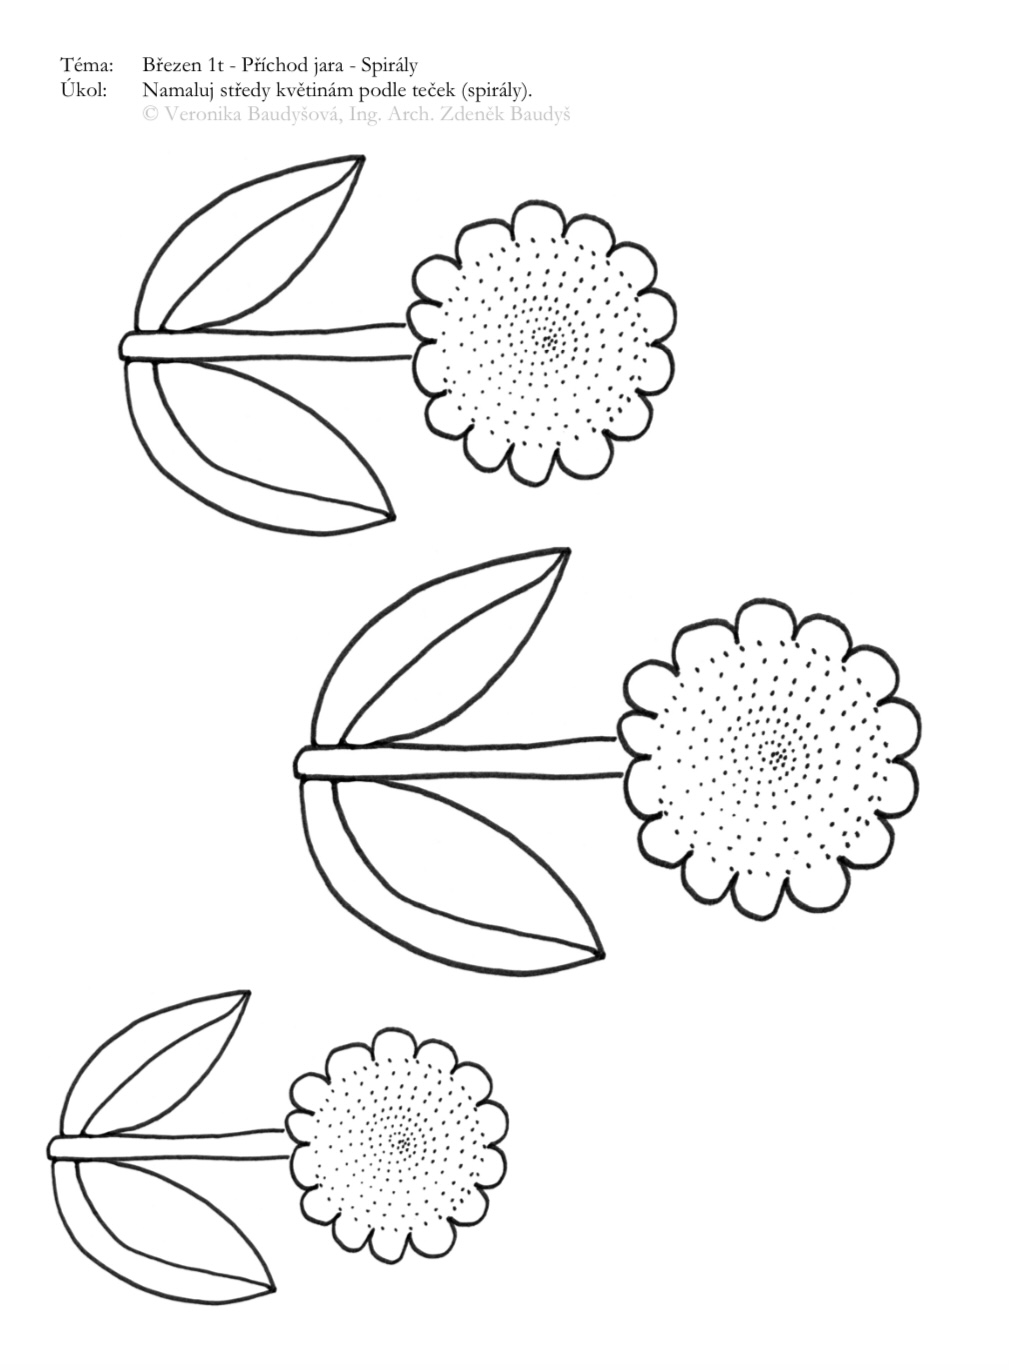 Téma: Březen 1t - Příchod jara - Spirály
Úkol: Namaluj středy květinám podle teček (spirály).
© Veronika Baudyšová, Ing. Arch. Zdeněk Baudyš